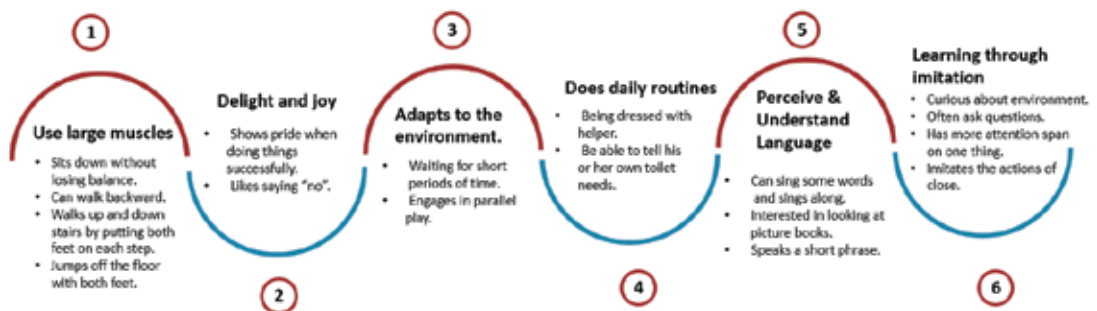 1
Use large muscles
• Sits down without
losing balance.
• Can walk backward.
• Walks up and down
stairs by putting both
feet on each step.
• Jumps off the floor
with both feet.
Delight and joy
• Shows pride when
doing things
successfully.
• Likes saying "no".
2
3
Adapts to the
environment.
• Waiting for short
periods of time.
• Engages in parallel
play.
Does daily routines
• Being dressed with
helper.
• Be able to tell his
or her own toilet
needs.
4
5
Perceive &
Understand
Language
• Can sing some words
and sings along.
• Interested in looking at
picture books.
• Speaks a short phrase.
Learning through
imitation
• Curious about environment.
• Often ask questions.
• Has more attention span
on one thing.
• Imitates the actions of
close.
6